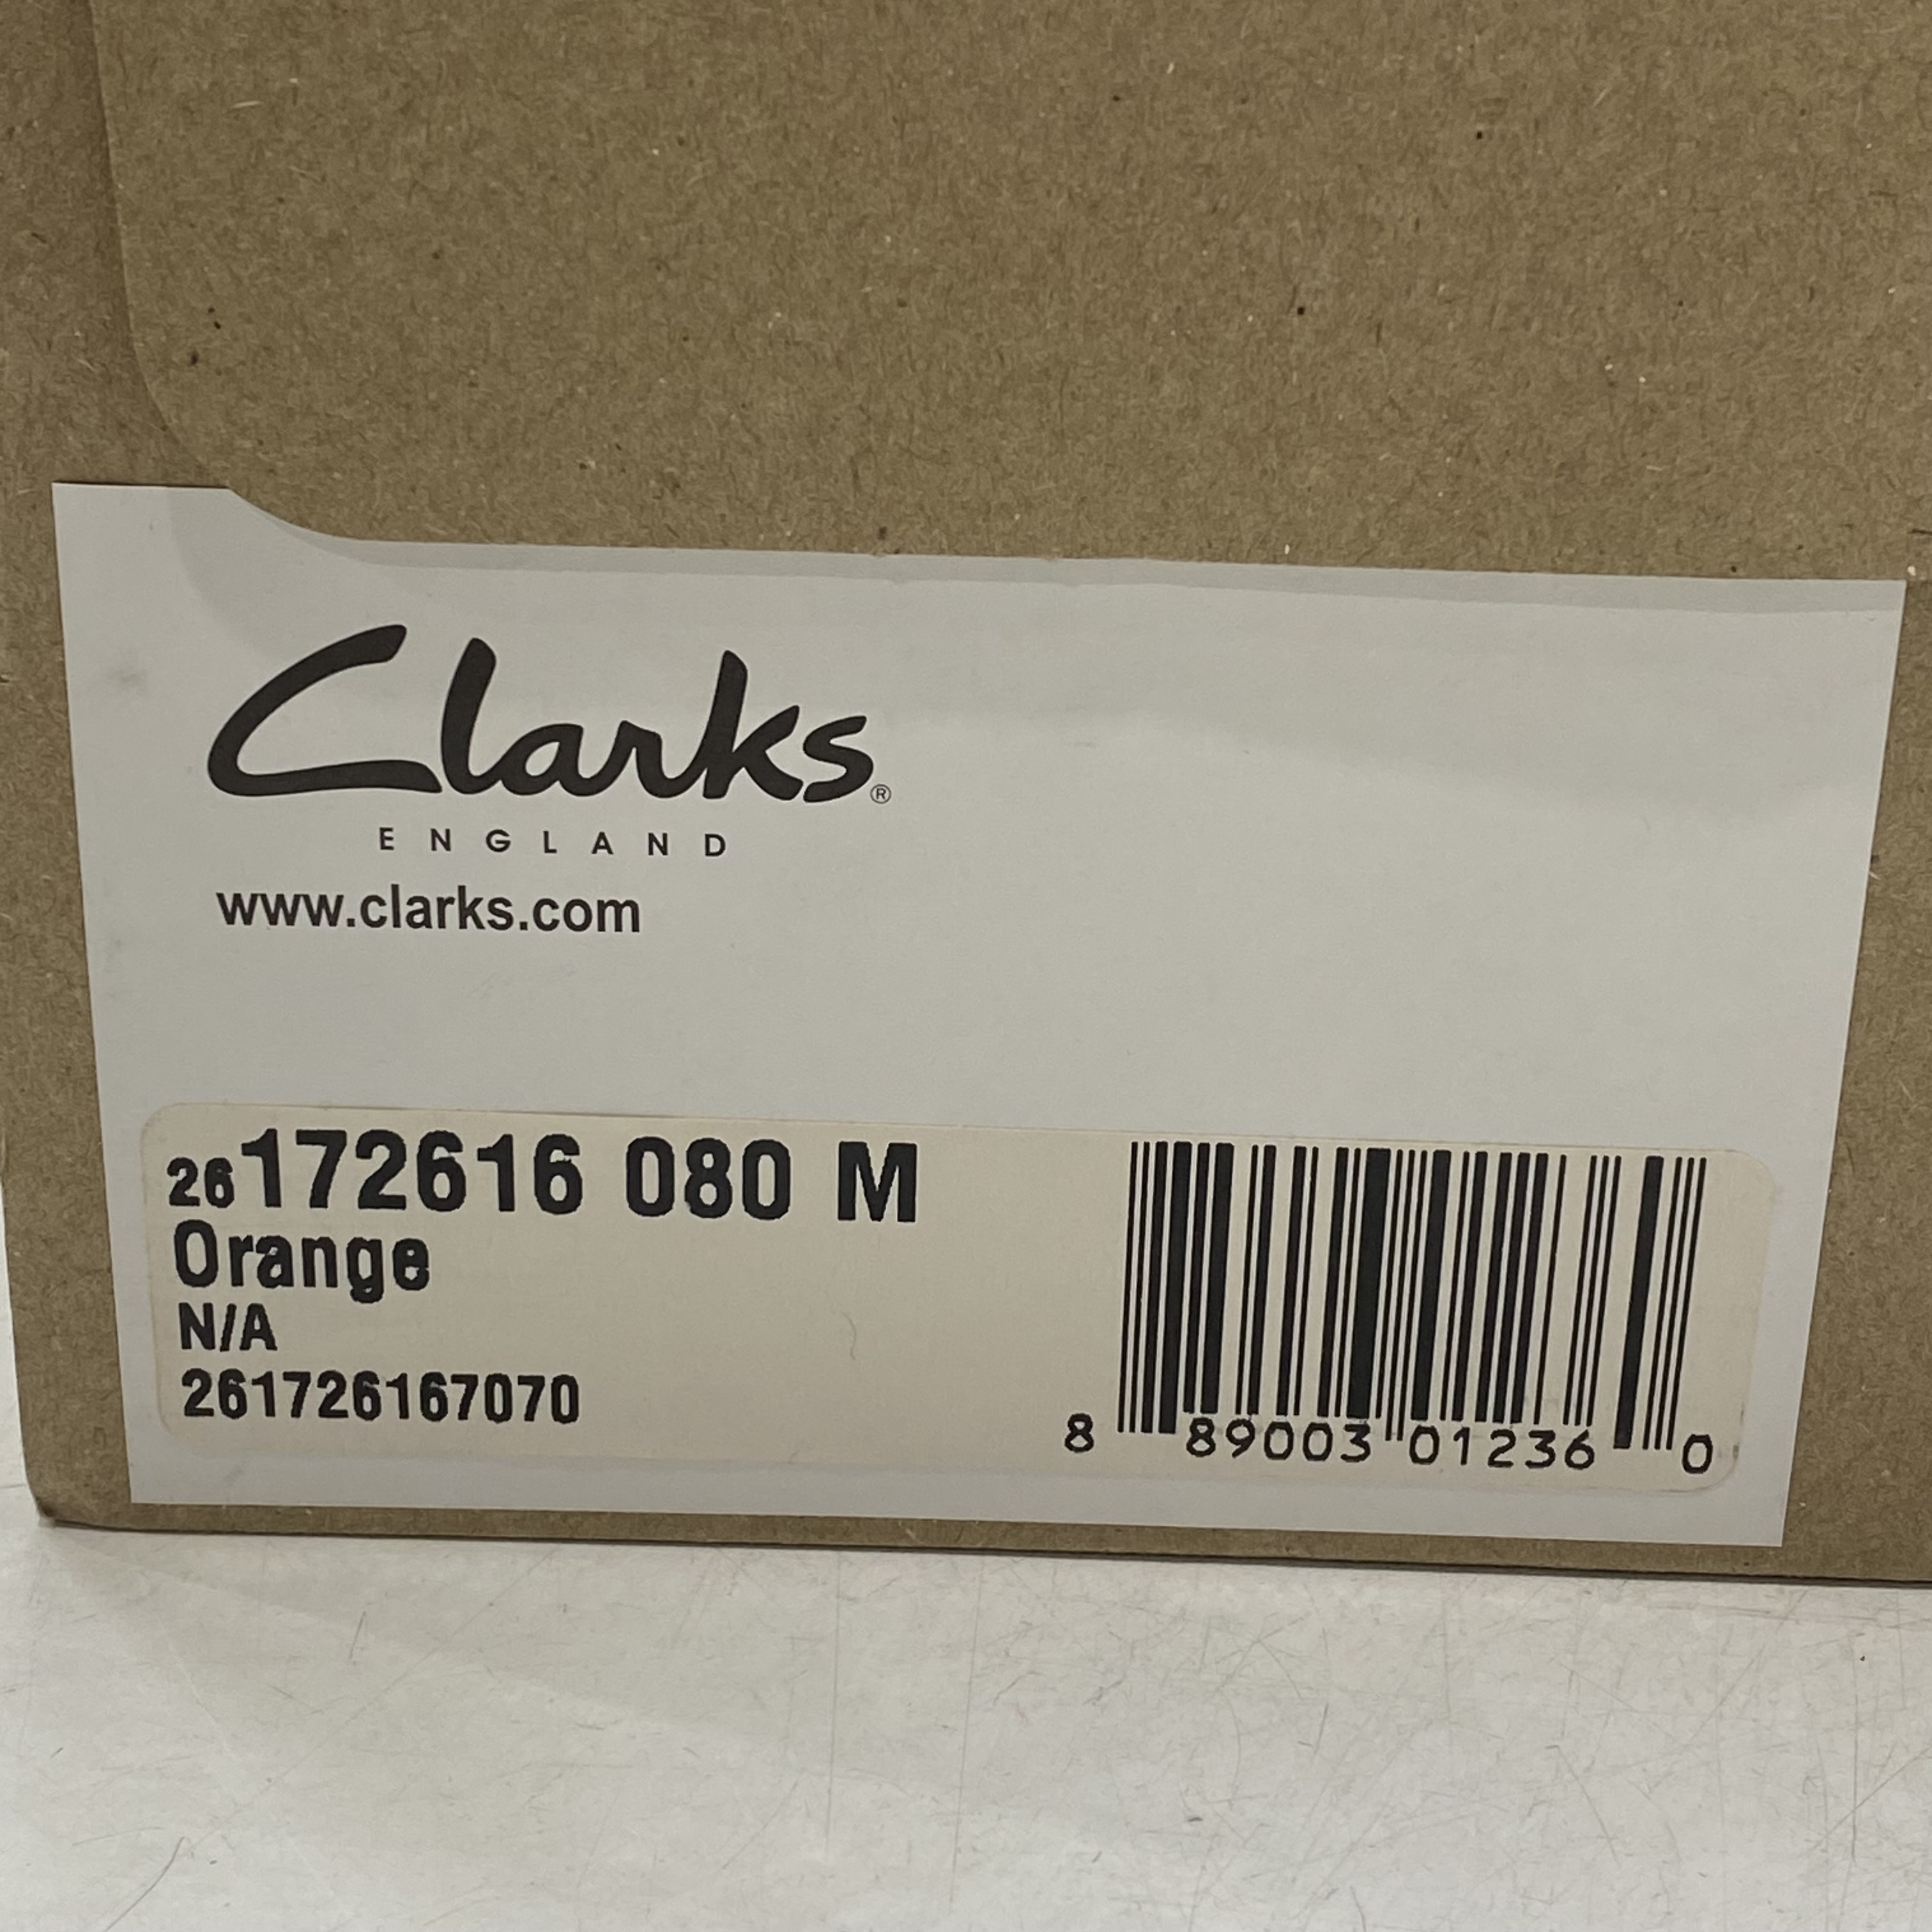 Clarks®
ENGLAND
www.clarks.com
26172616 080 M
Orange
N/A
261726167070
8 89003 01236 0